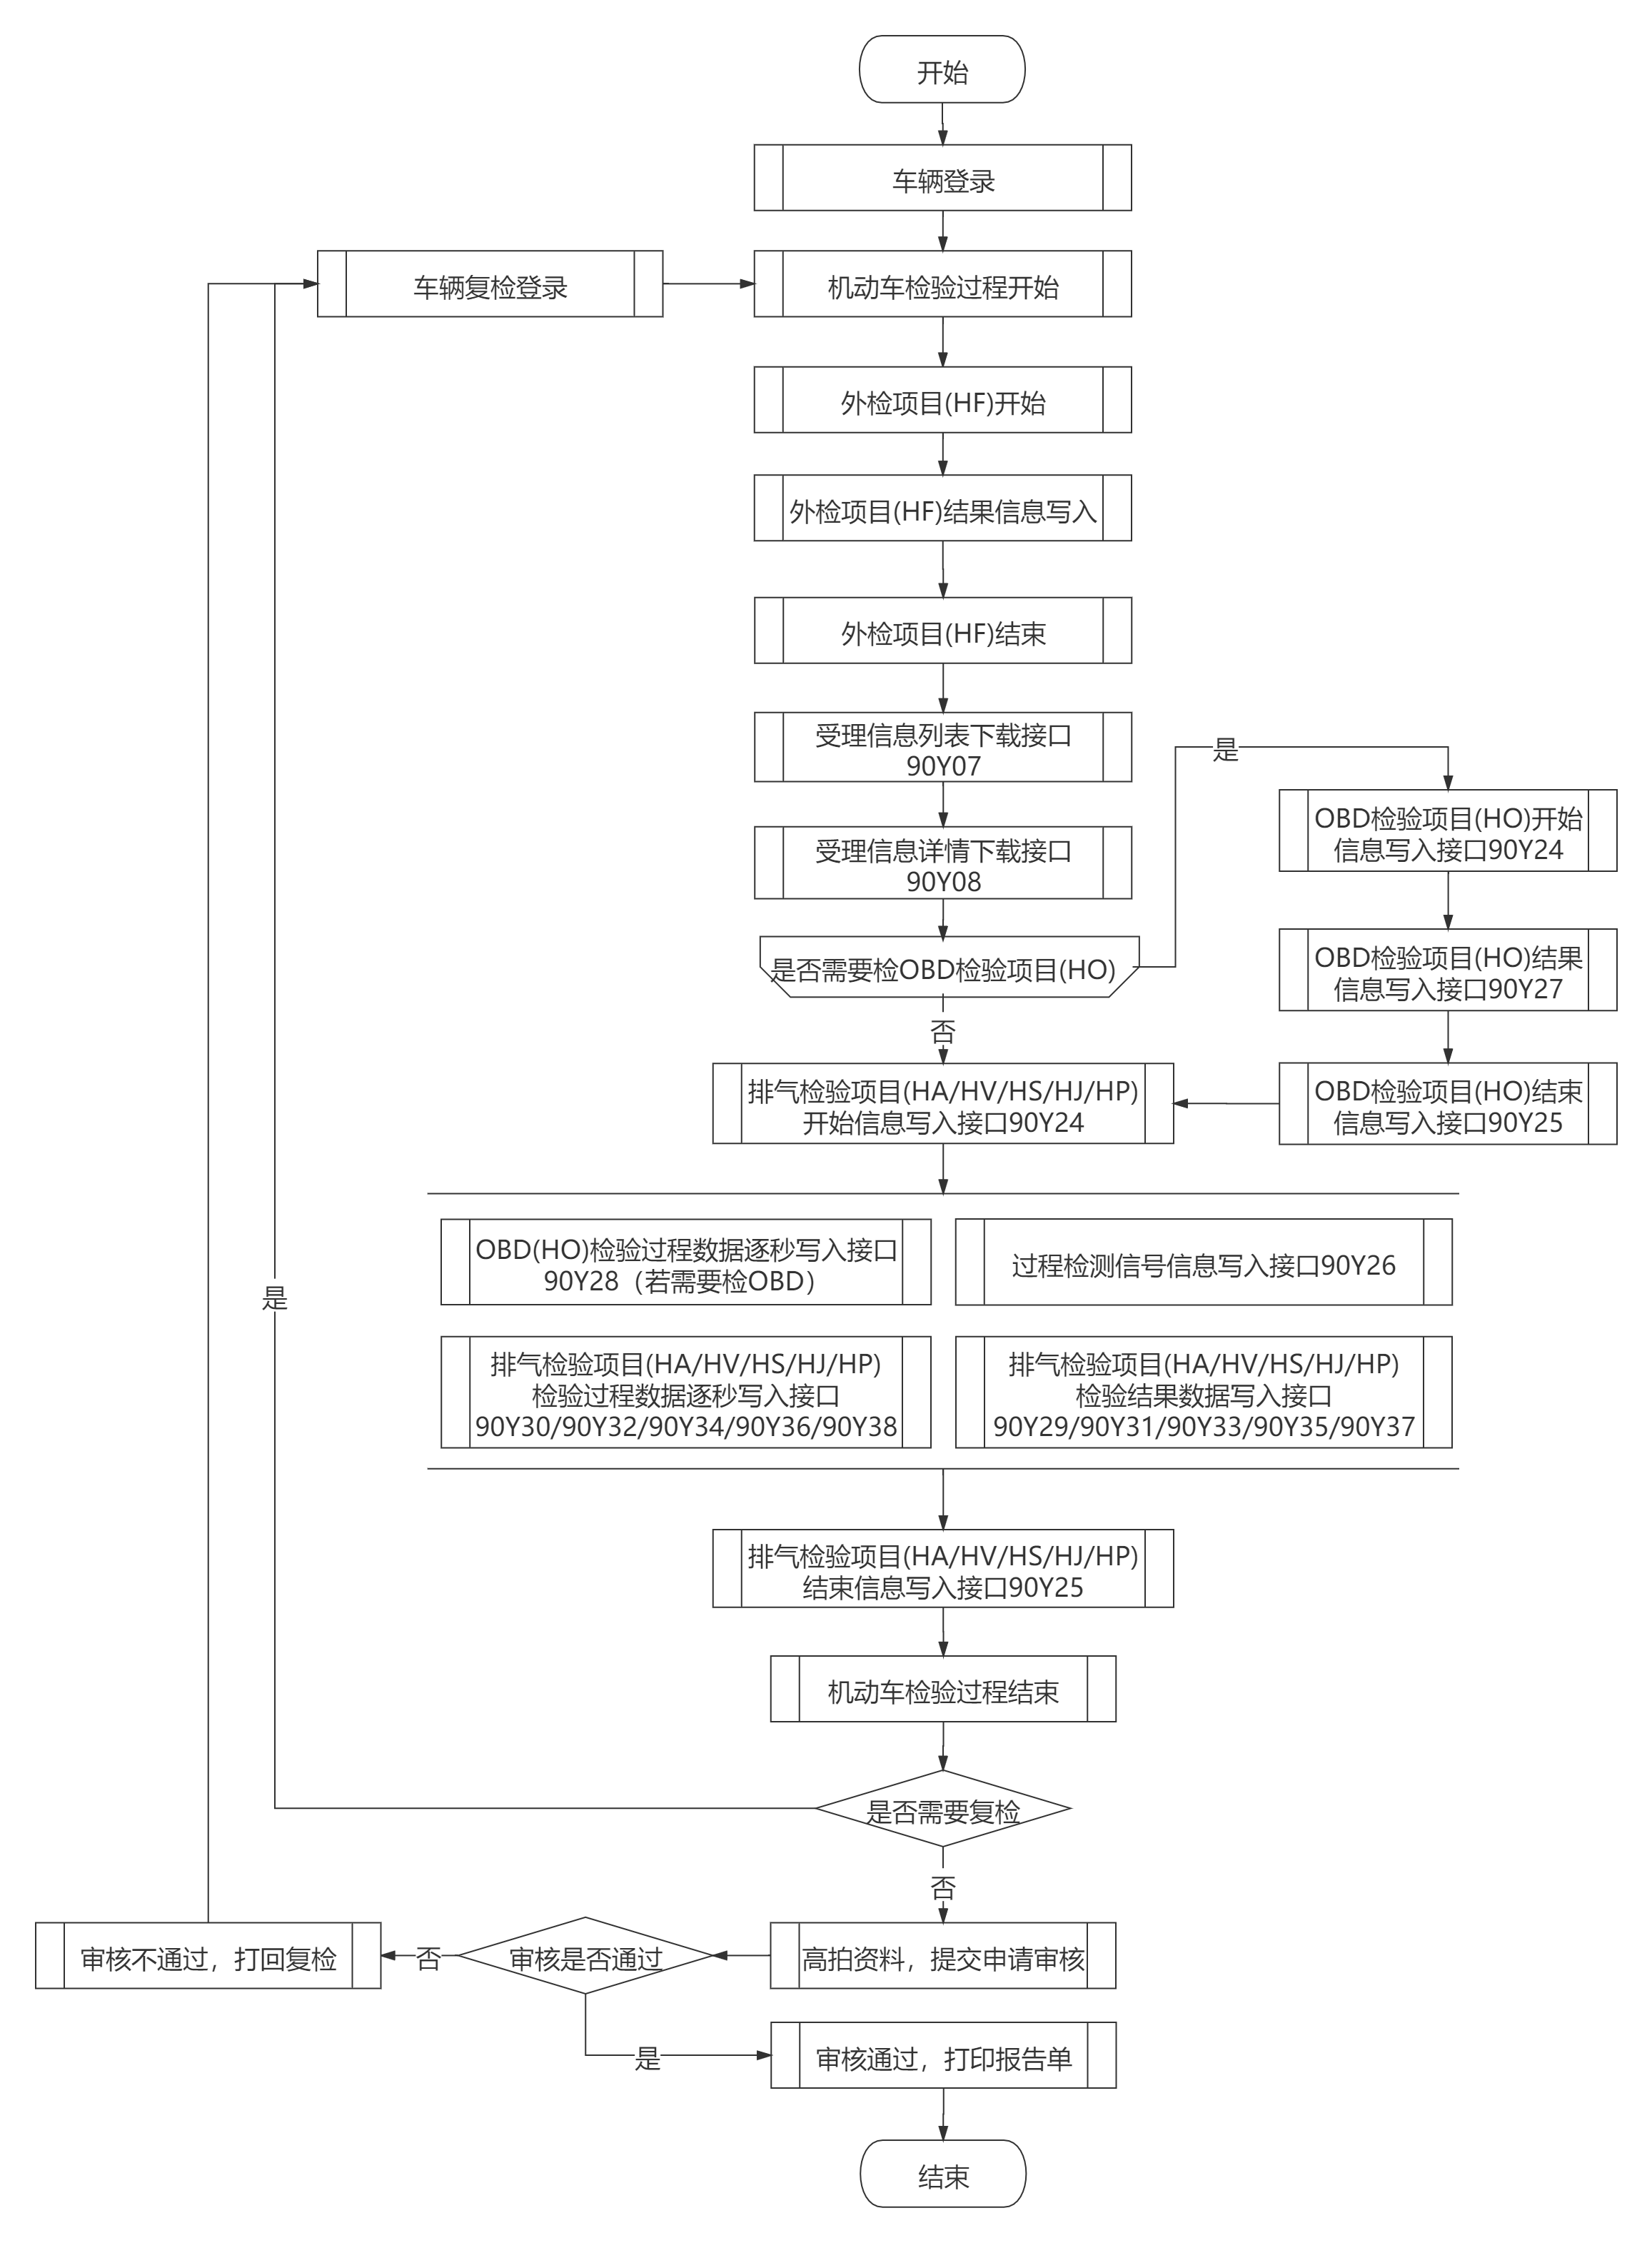 开始
车辆登录
车辆复检登录
机动车检验过程开始
外检项目(HF)开始
外检项目(HF)结果信息写入
外检项目(HF)结束
受理信息列表下载接口
90Y07
受理信息详情下载接口
90Y08
是否需要检OBD检验项目(HO)
是
OBD检验项目(HO)开始
信息写入接口90Y24
OBD检验项目(HO)结果
信息写入接口90Y27
OBD检验项目(HO)结束
信息写入接口90Y25
否
排气检验项目(HA/HV/HS/HJ/HP)
开始信息写入接口90Y24
OBD(HO)检验过程数据逐秒写入接口
90Y28（若需要检OBD）
过程检测信号信息写入接口90Y26
排气检验项目(HA/HV/HS/HJ/HP)
检验过程数据逐秒写入接口
90Y30/90Y32/90Y34/90Y36/90Y38
排气检验项目(HA/HV/HS/HJ/HP)
检验结果数据写入接口
90Y29/90Y31/90Y33/90Y35/90Y37
排气检验项目(HA/HV/HS/HJ/HP)
结束信息写入接口90Y25
机动车检验过程结束
是否需要复检
是
否
高拍资料，提交申请审核
审核是否通过
否
审核不通过，打回复检
是
审核通过，打印报告单
结束